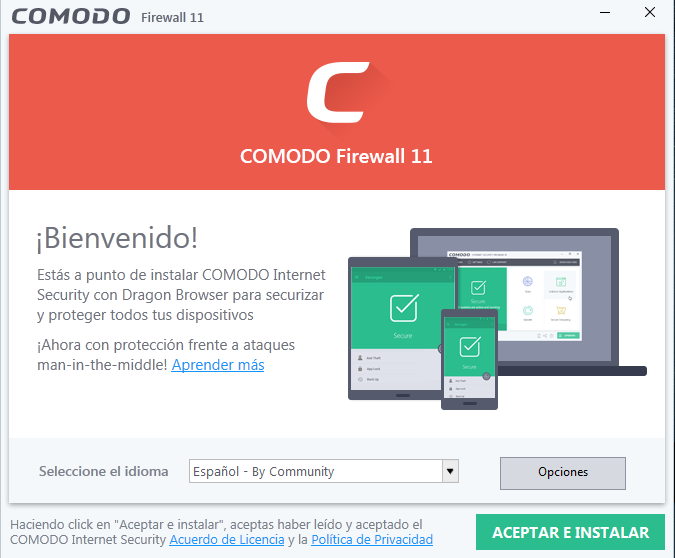 COMODO Firewall 11
COMODO Firewall 11
¡Bienvenido!
Estás a punto de instalar COMODO Internet
Security con Dragon Browser para securizar
y proteger todos tus dispositivos
¡Ahora con protección frente a ataques
man-in-the-middle! Aprender más
Secure
Secure
Secure
Seleccione el idioma
Español - By Community
Opciones
Haciendo click en "Aceptar e instalar", aceptas haber leído y aceptado el
COMODO Internet Security Acuerdo de Licencia y la Política de Privacidad
ACEPTAR E INSTALAR